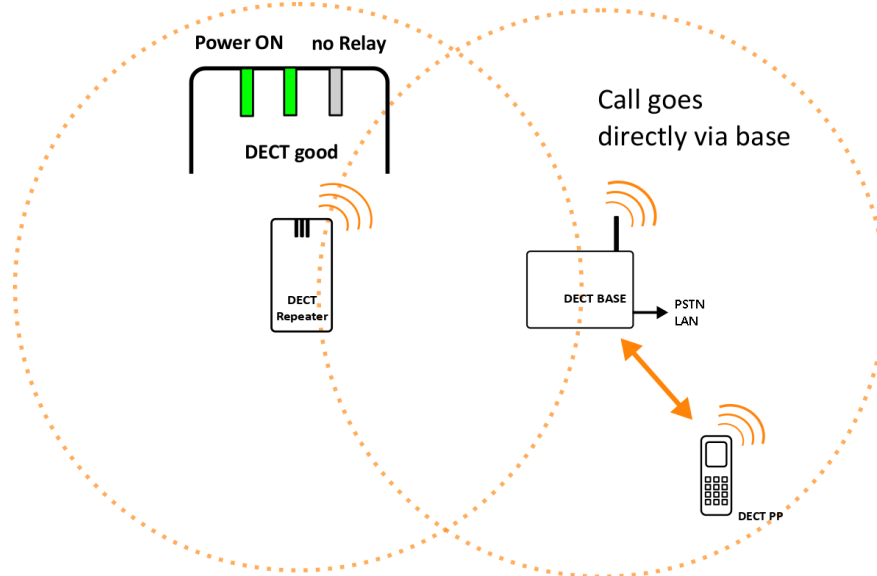 Power ON no Relay
DECT good
Call goes
directly via base
DECT
Repeater
DECT BASE
PSTN
LAN
DECT PP